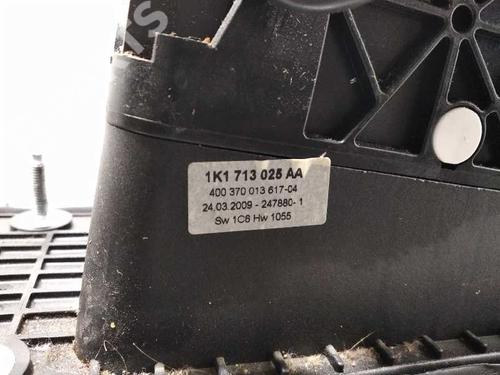 1K1 713 025 AA
400 370 013 617-04
24.03.2009 - 247880- 1
Sw 1C6 Hw 1055